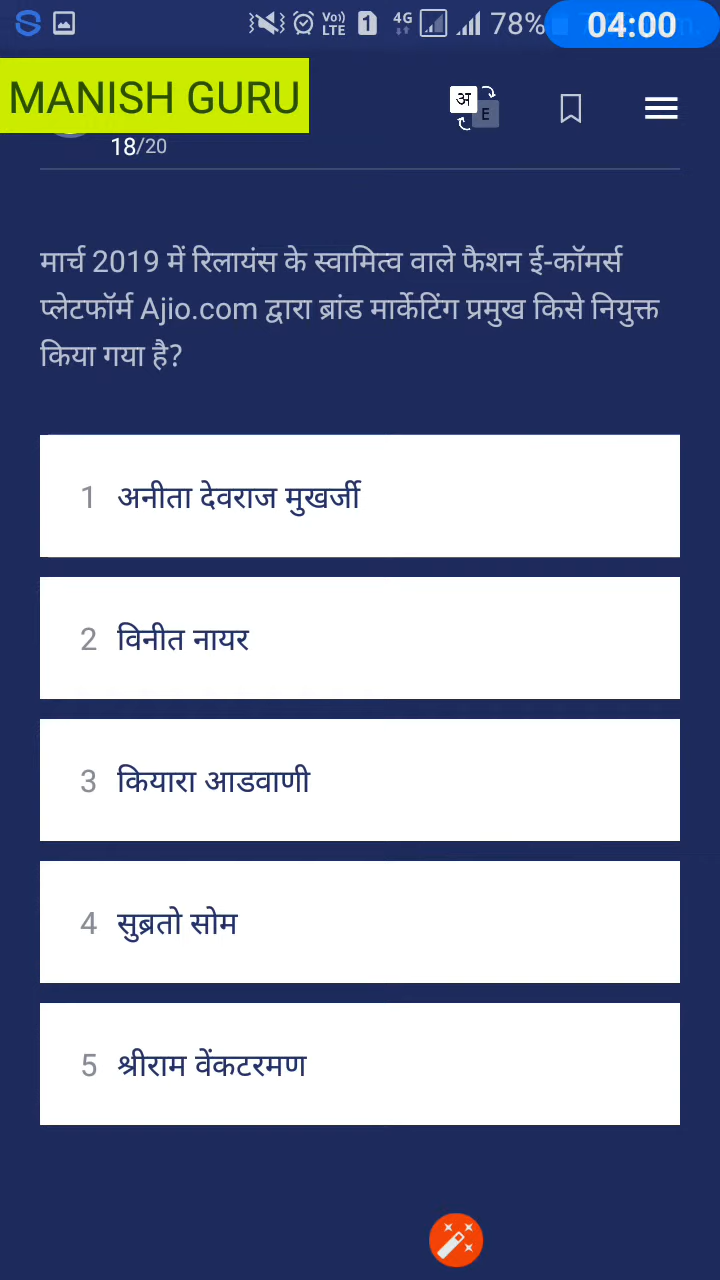 Vo) LTE 1 4G 78% 04:00
MANISH GURU
अ E
18/20
मार्च 2019 में रिलायंस के स्वामित्व वाले फैशन ई-कॉमर्स
प्लेटफॉर्म Ajio.com द्वारा ब्रांड मार्केटिंग प्रमुख किसे नियुक्त
किया गया है?
1 अनीता देवराज मुखर्जी
2 विनीत नायर
3 कियारा आडवाणी
4 सुब्रतो सोम
5 श्रीराम वेंकटरमण